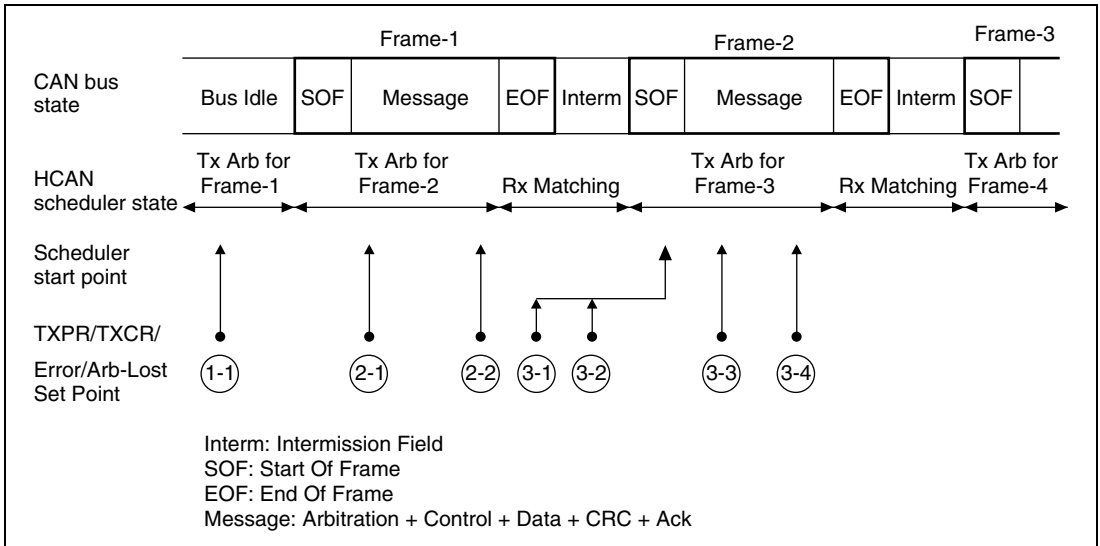 Frame-1
Frame-2
Frame-3
CAN bus
state
Bus Idle
SOF
Message
EOF
Interm
SOF
Message
EOF
Interm
SOF
HCAN
scheduler state
Tx Arb for
Frame-1
Tx Arb for
Frame-2
Rx Matching
Tx Arb for
Frame-3
Rx Matching
Tx Arb for
Frame-4
Scheduler
start point
TXPR/TXCR/
Error/Arb-Lost
Set Point
1-1
2-1
2-2
3-1
3-2
3-3
3-4
Interm: Intermission Field
SOF: Start Of Frame
EOF: End Of Frame
Message: Arbitration + Control + Data + CRC + Ack